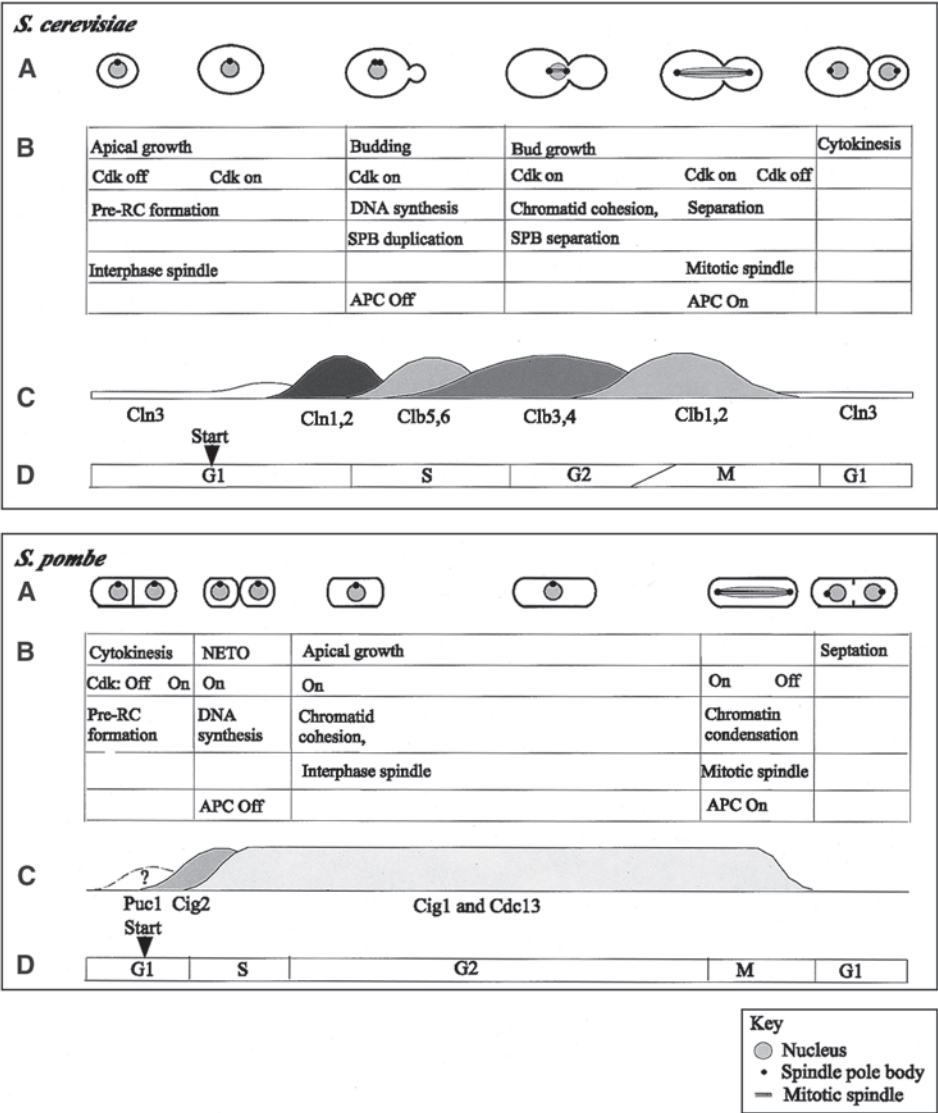 S. cerevisiae
A
B
Apical growth Budding Bud growth Cytokinesis
Cdk off Cdk on Cdk on Cdk on Cdk on Cdk off
Pre-RC formation DNA synthesis Chromatid cohesion, Separation
SPB duplication SPB separation
Interphase spindle Mitotic spindle
APC Off APC On
C
Cln3 Cln1,2 Clb5,6 Clb3,4 Clb1,2 Cln3
Start
D G1 S G2 M G1
S. pombe
A
B
Cytokinesis NETO Apical growth Septation
Cdk: Off On On On On Off
Pre-RC DNA Chromatid Chromatin
formation synthesis cohesion, condensation
Interphase spindle Mitotic spindle
APC Off APC On
C ?
Puc1 Cig2 Cig1 and Cdc13
Start
D G1 S G2 M G1
Key
Nucleus
Spindle pole body
Mitotic spindle